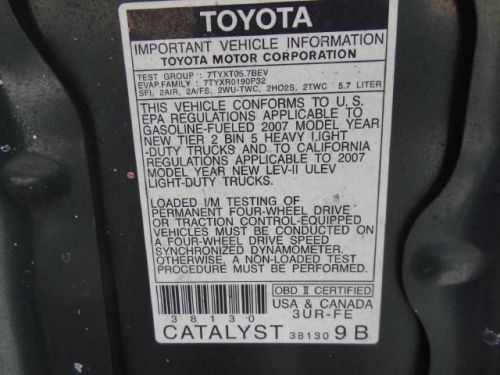 TOYOTA
IMPORTANT VEHICLE INFORMATION
TOYOTA MOTOR CORPORATION
TEST GROUP : 7TYXT05.7BEV
EVAP.FAMILY : 7TYXR0190P32
SFI, 2AIR, 2A/FS, 2WU-TWC, 2HO2S, 2TWC 5.7 LITER
THIS VEHICLE CONFORMS TO U.S.
EPA REGULATIONS APPLICABLE TO
GASOLINE-FUELED 2007 MODEL YEAR
NEW TIER 2 BIN 5 HEAVY LIGHT
-DUTY TRUCKS AND TO CALIFORNIA
REGULATIONS APPLICABLE TO 2007
MODEL YEAR NEW LEV-II ULEV
LIGHT-DUTY TRUCKS.
LOADED I/M TESTING OF
PERMANENT FOUR-WHEEL DRIVE
OR TRACTION CONTROL-EQUIPPED
VEHICLES MUST BE CONDUCTED ON
A FOUR-WHEEL DRIVE SPEED
SYNCHRONIZED DYNAMOMETER.
OTHERWISE, A NON-LOADED TEST
PROCEDURE MUST BE PERFORMED.
OBD II CERTIFIED
USA & CANADA
38130 3UR-FE
CATALYST 38130 9B